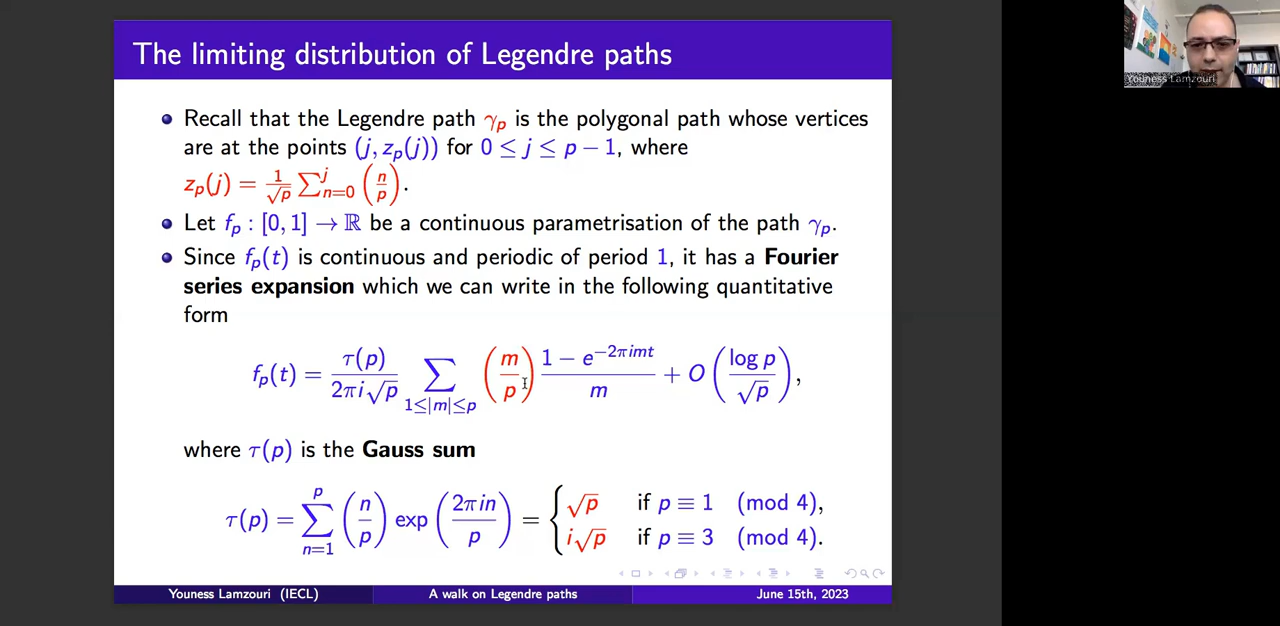 The limiting distribution of Legendre paths
Youness Lamzouri
Recall that the Legendre path γ_p is the polygonal path whose vertices
are at the points (j, z_p(j)) for 0 ≤ j ≤ p − 1, where
z_p(j) = 1/√p ∑_{n=0}^{j} (n/p).
Let f_p : [0, 1] → ℝ be a continuous parametrisation of the path γ_p.
Since f_p(t) is continuous and periodic of period 1, it has a Fourier
series expansion which we can write in the following quantitative
form
f_p(t) = τ(p)/(2πi√p) ∑_{1≤|m|≤p} (m/p) (1 − e^{−2πimt})/m + O(log p/√p),
where τ(p) is the Gauss sum
τ(p) = ∑_{n=1}^{p} (n/p) exp(2πin/p) = { √p if p ≡ 1 (mod 4),
i√p if p ≡ 3 (mod 4).
Youness Lamzouri (IECL) A walk on Legendre paths June 15th, 2023